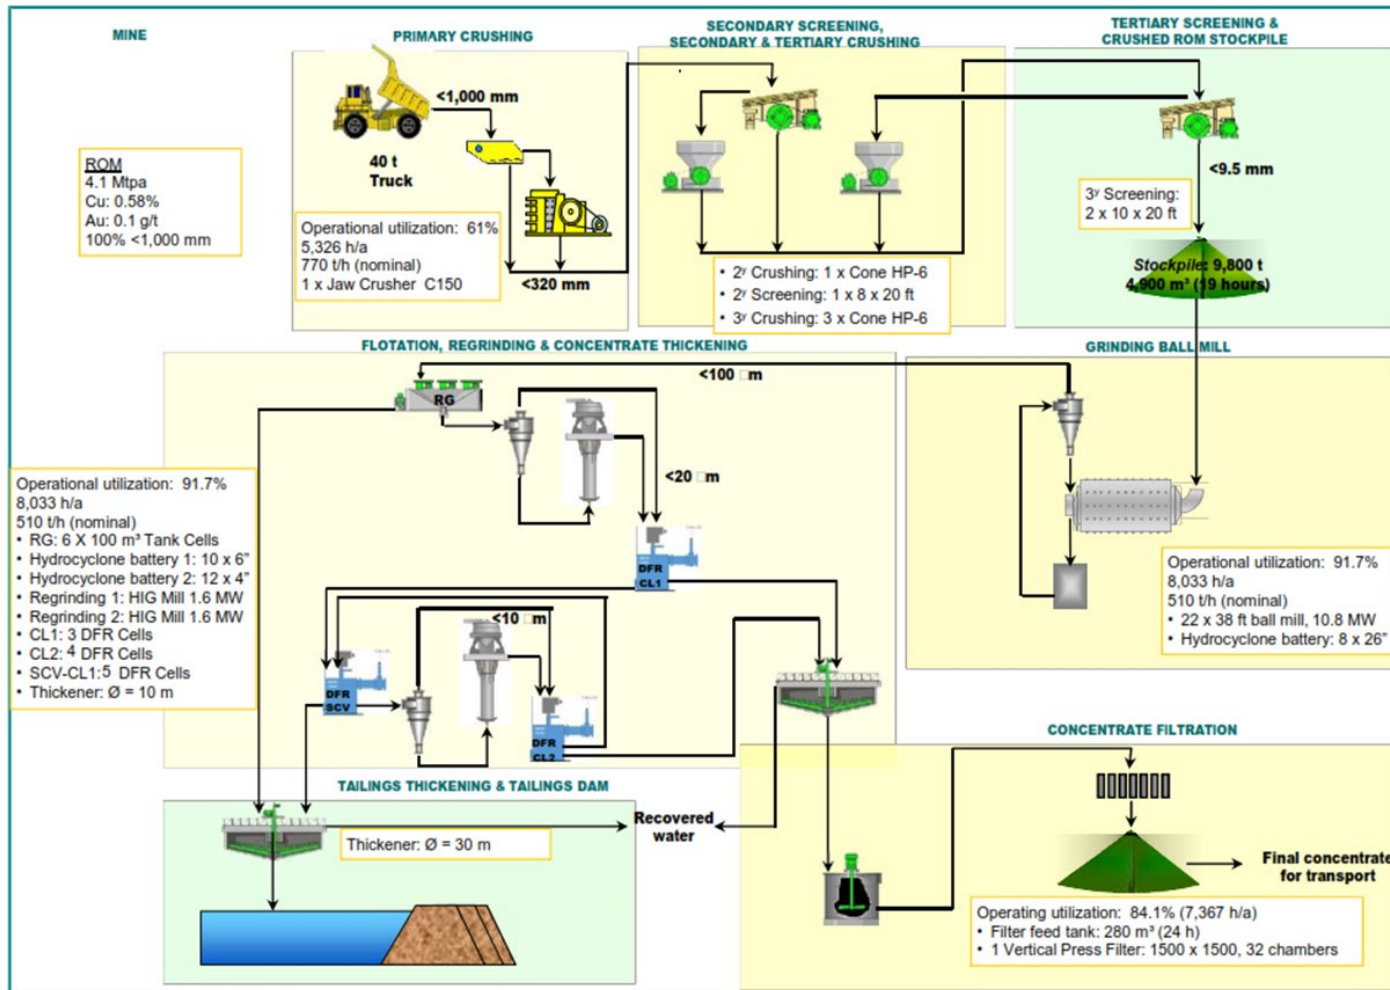 MINE
PRIMARY CRUSHING
SECONDARY SCREENING,
SECONDARY & TERTIARY CRUSHING
TERTIARY SCREENING &
CRUSHED ROM STOCKPILE
ROM
4.1 Mtpa
Cu: 0.58%
Au: 0.1 g/t
100% <1,000 mm
<1,000 mm
40 t
Truck
Operational utilization: 61%
5,326 h/a
770 t/h (nominal)
1 x Jaw Crusher C150
<320 mm
• 2ʸ Crushing: 1 x Cone HP-6
• 2ʸ Screening: 1 x 8 x 20 ft
• 3ʸ Crushing: 3 x Cone HP-6
<9.5 mm
3ʸ Screening:
2 x 10 x 20 ft
Stockpile: 9,800 t
4,900 m³ (19 hours)
FLOTATION, REGRINDING & CONCENTRATE THICKENING
GRINDING BALL MILL
<100 □m
RG
<20 □m
DFR
CL1
Operational utilization: 91.7%
8,033 h/a
510 t/h (nominal)
• RG: 6 X 100 m³ Tank Cells
• Hydrocyclone battery 1: 10 x 6"
• Hydrocyclone battery 2: 12 x 4"
• Regrinding 1: HIG Mill 1.6 MW
• Regrinding 2: HIG Mill 1.6 MW
• CL1: 3 DFR Cells
• CL2: 4 DFR Cells
• SCV-CL1: 5 DFR Cells
• Thickener: Ø = 10 m
<10 □m
DFR
SCV
DFR
CL2
Operational utilization: 91.7%
8,033 h/a
510 t/h (nominal)
• 22 x 38 ft ball mill, 10.8 MW
• Hydrocyclone battery: 8 x 26"
TAILINGS THICKENING & TAILINGS DAM
Thickener: Ø = 30 m
Recovered
water
CONCENTRATE FILTRATION
Final concentrate
for transport
Operating utilization: 84.1% (7,367 h/a)
• Filter feed tank: 280 m³ (24 h)
• 1 Vertical Press Filter: 1500 x 1500, 32 chambers